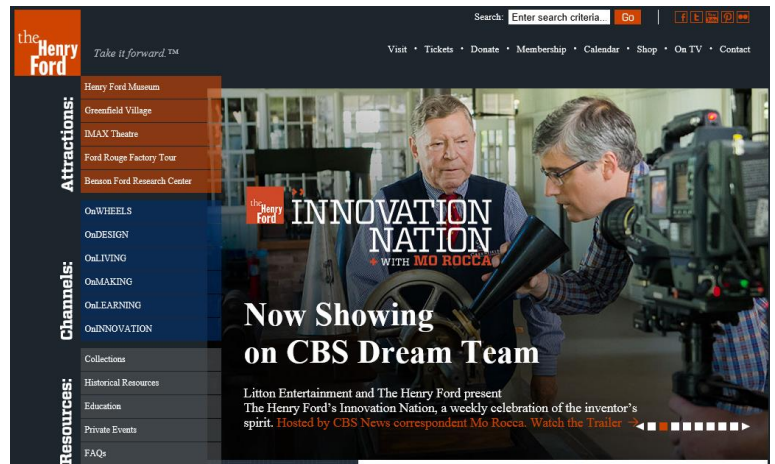 Search: Enter search criteria... Go
the Henry Ford
Take it forward.™
Visit • Tickets • Donate • Membership • Calendar • Shop • On TV • Contact
Attractions:
Henry Ford Museum
Greenfield Village
IMAX Theatre
Ford Rouge Factory Tour
Benson Ford Research Center
Channels:
OnWHEELS
OnDESIGN
OnLIVING
OnMAKING
OnLEARNING
OnINNOVATION
Resources:
Collections
Historical Resources
Education
Private Events
FAQs
the Henry Ford
INNOVATION
NATION
WITH MO ROCCA
Now Showing
on CBS Dream Team
Litton Entertainment and The Henry Ford present
The Henry Ford's Innovation Nation, a weekly celebration of the inventor's
spirit. Hosted by CBS News correspondent Mo Rocca. Watch the Trailer →